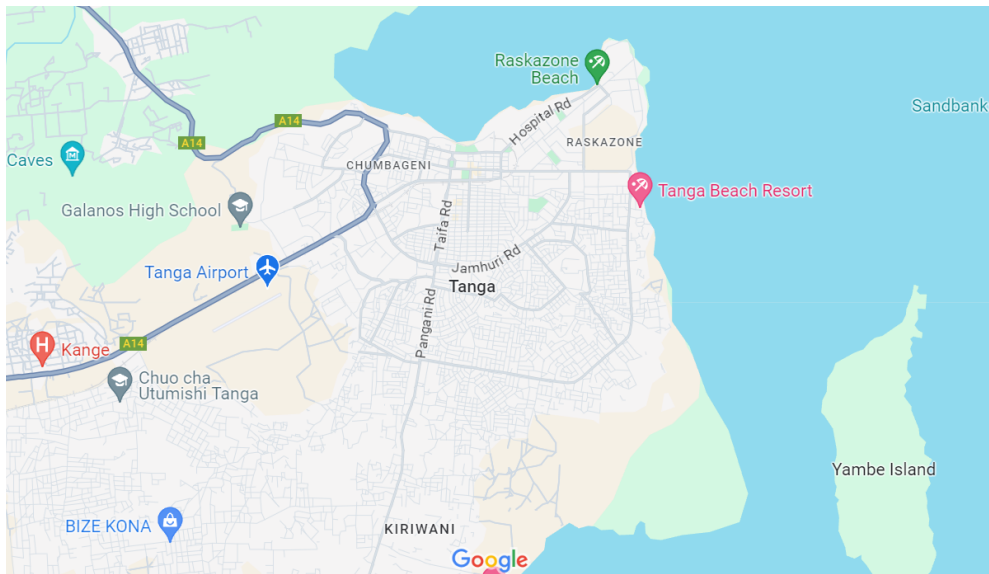 Raskazone
Beach
Sandbank
Hospital Rd
A14
A14
RASKAZONE
Caves
CHUMBAGENI
Tanga Beach Resort
Galanos High School
Taifa Rd
Jamhuri Rd
Tanga Airport
Tanga
Pangani Rd
A14
H
Kange
Chuo cha
Utumishi Tanga
Yambe Island
BIZE KONA
KIRIWANI
Google